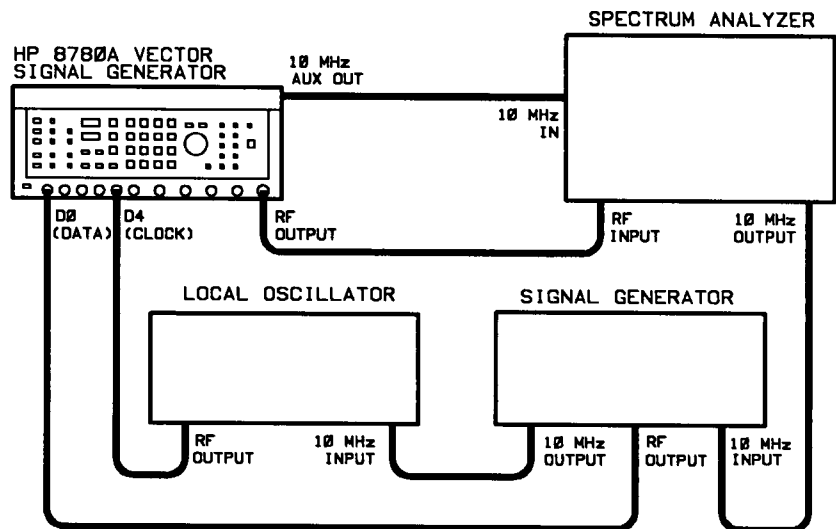 SPECTRUM ANALYZER
HP 8780A VECTOR
SIGNAL GENERATOR
10 MHz
AUX OUT
10 MHz
IN
D0
(DATA)
D4
(CLOCK)
RF
OUTPUT
RF
INPUT
10 MHz
OUTPUT
LOCAL OSCILLATOR
SIGNAL GENERATOR
RF
OUTPUT
10 MHz
INPUT
10 MHz
OUTPUT
RF
OUTPUT
10 MHz
INPUT